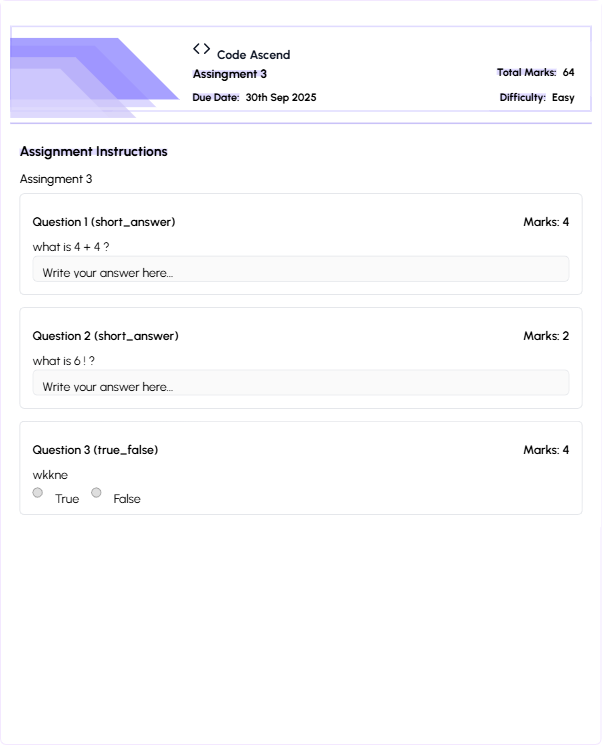 Code Ascend
Assingment 3
Total Marks: 64
Due Date: 30th Sep 2025
Difficulty: Easy
Assignment Instructions
Assingment 3
Question 1 (short_answer)
Marks: 4
what is 4 + 4 ?
Write your answer here...
Question 2 (short_answer)
Marks: 2
what is 6 ! ?
Write your answer here...
Question 3 (true_false)
Marks: 4
wkkne
True
False